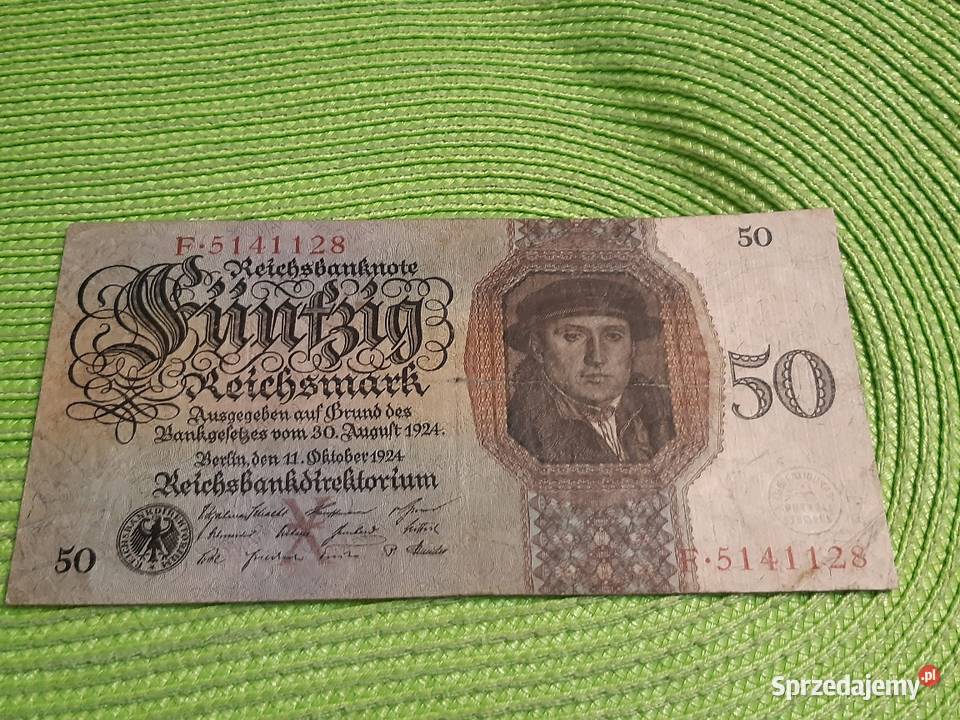 F·5141128
Reichsbanknote
Fünfzig
Reichsmark
Ausgegeben auf Grund des
Bankgesetzes vom 30. August 1924.
Berlin, den 11. Oktober 1924
Reichsbankdirektorium
50
REICHSBANKDIREKTORIUM
50
50
F·5141128
Sprzedajemy.pl